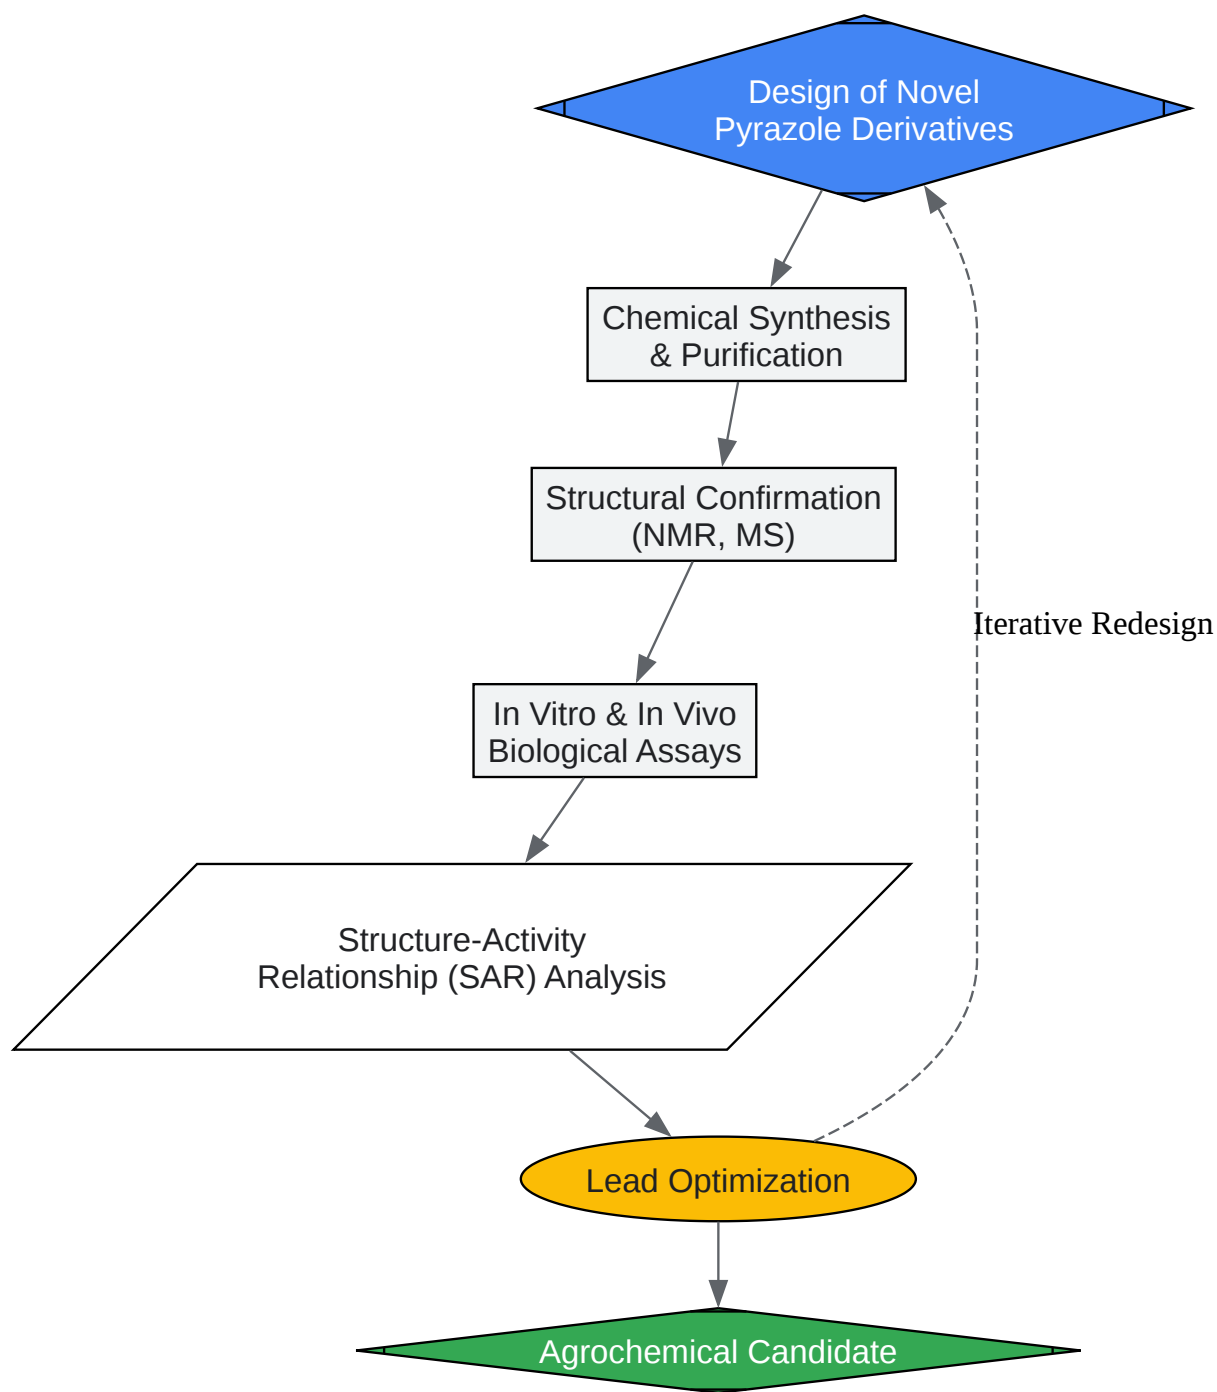 Design of Novel
Pyrazole Derivatives
Chemical Synthesis
& Purification
Structural Confirmation
(NMR, MS)
Iterative Redesign
In Vitro & In Vivo
Biological Assays
Structure-Activity
Relationship (SAR) Analysis
Lead Optimization
Agrochemical Candidate